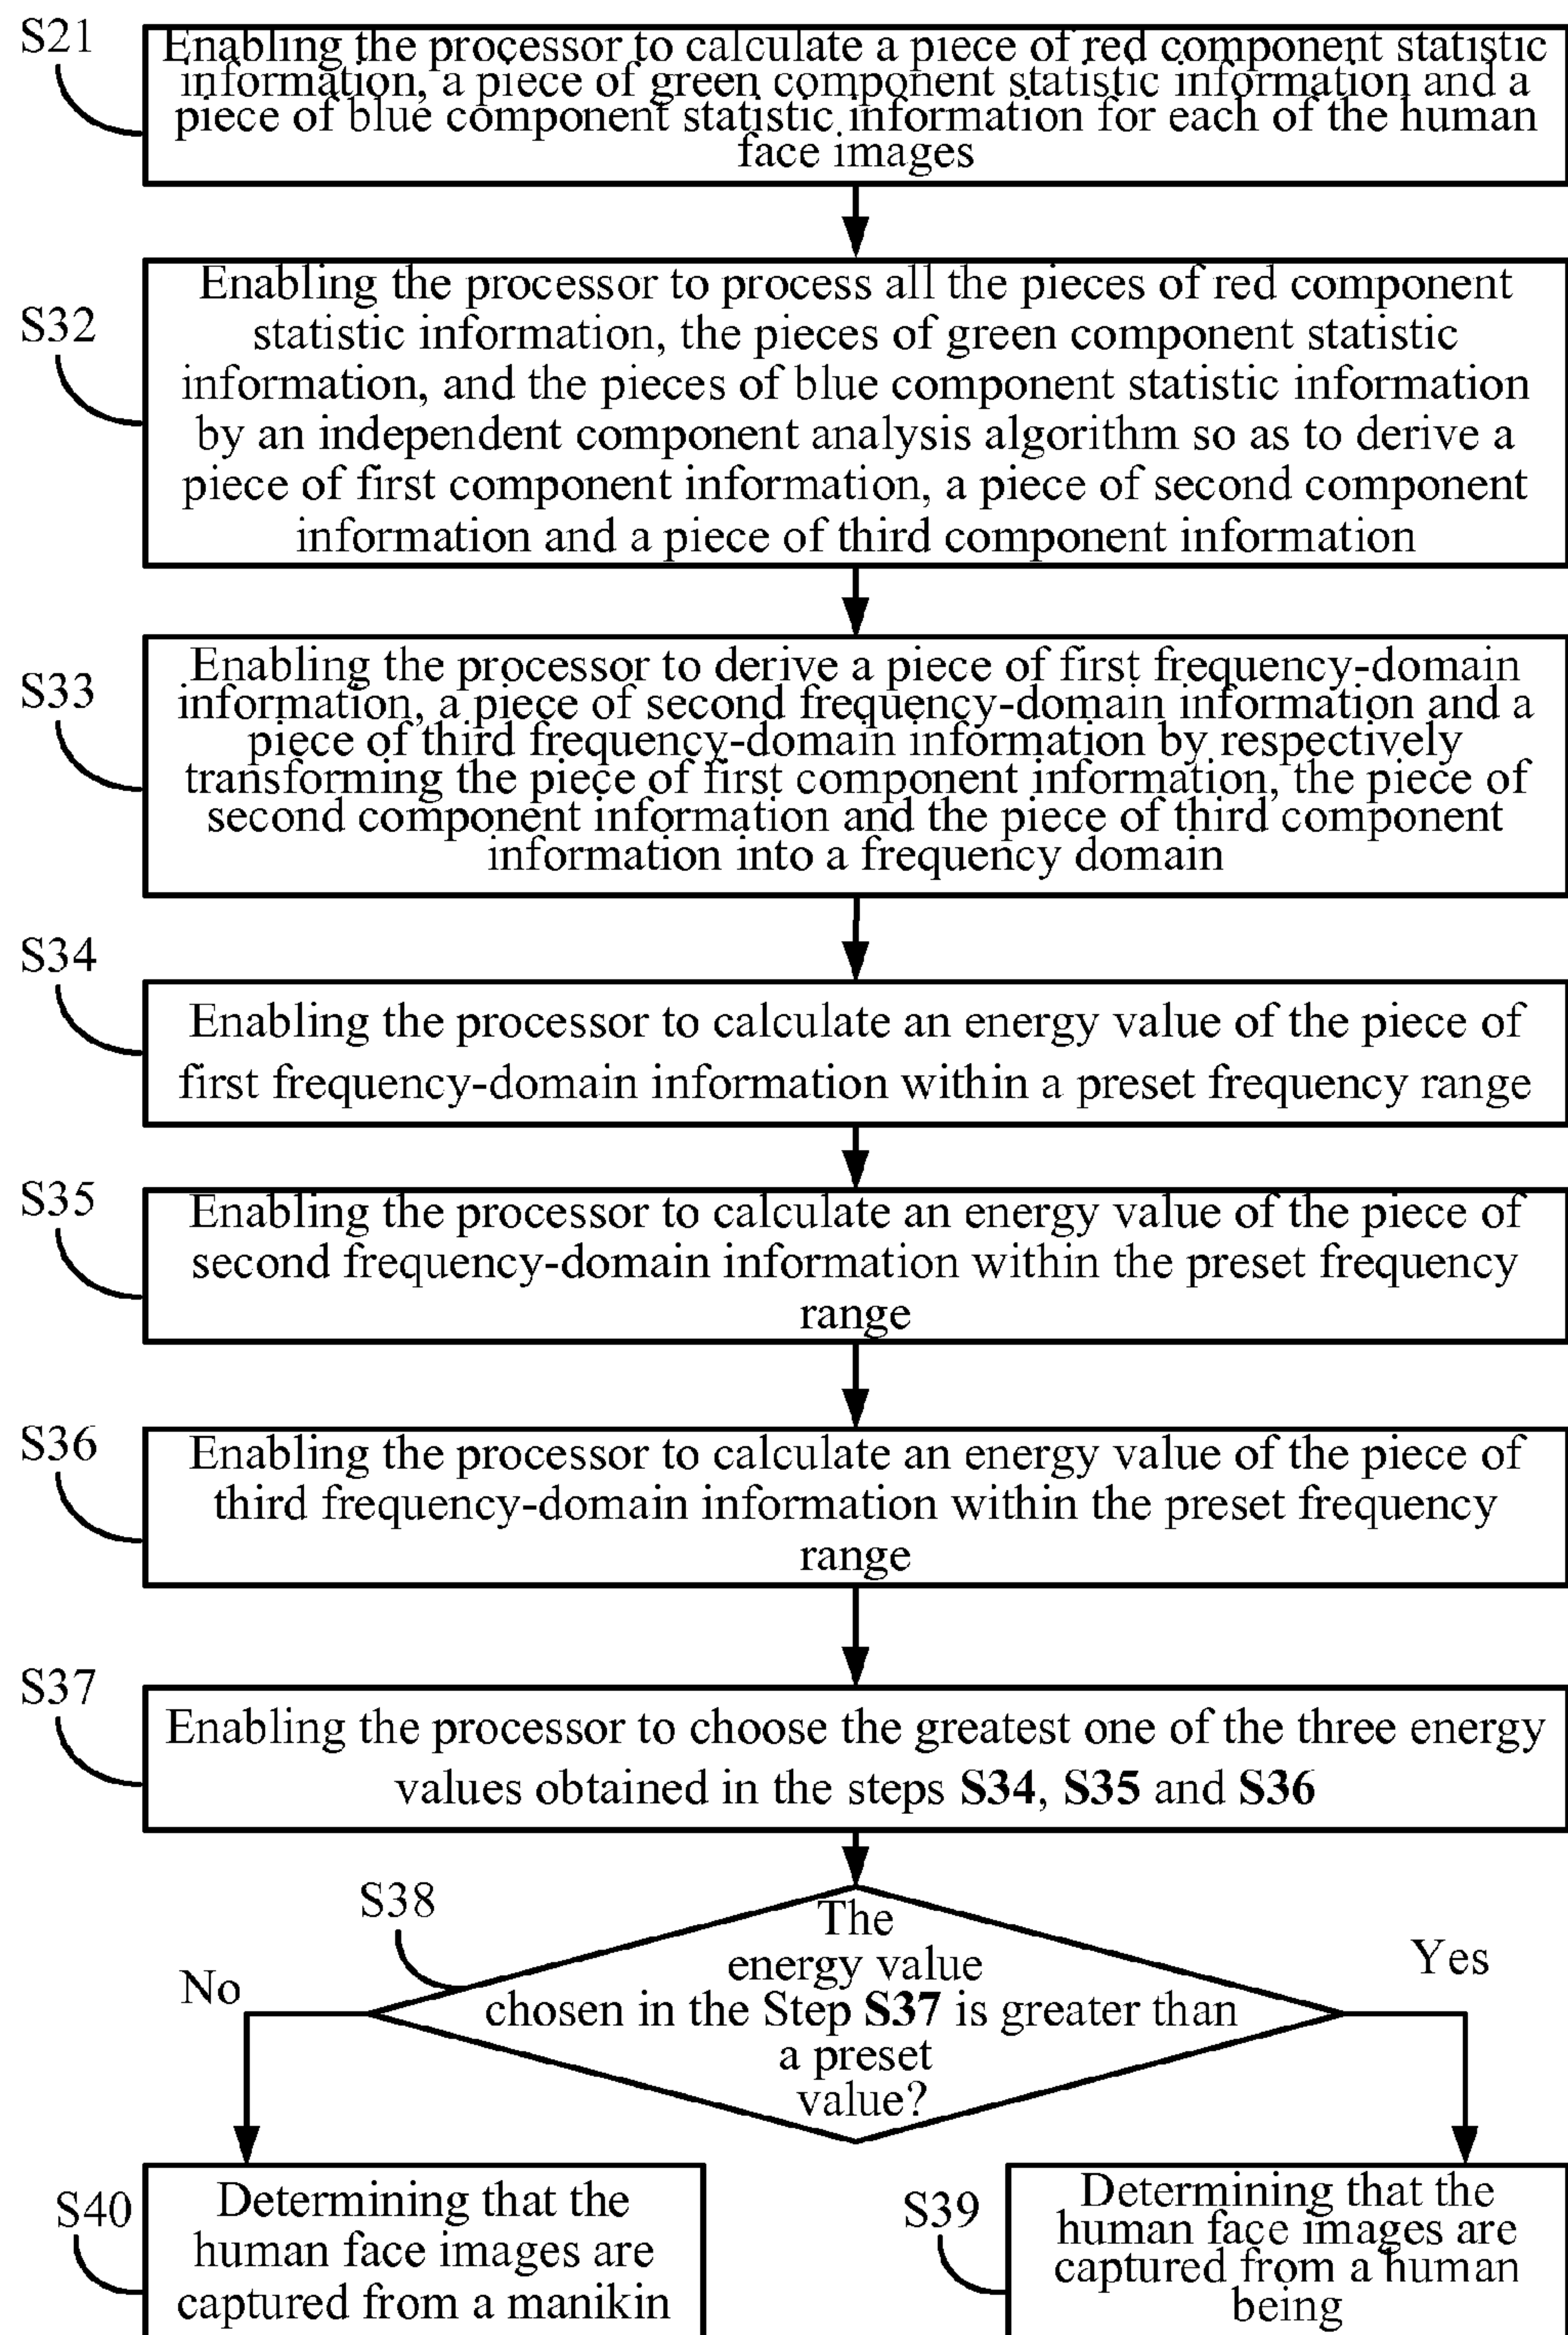 S21
Enabling the processor to calculate a piece of red component statistic
information, a piece of green component statistic information and a
piece of blue component statistic information for each of the human
face images
S32
Enabling the processor to process all the pieces of red component
statistic information, the pieces of green component statistic
information, and the pieces of blue component statistic information
by an independent component analysis algorithm so as to derive a
piece of first component information, a piece of second component
information and a piece of third component information
S33
Enabling the processor to derive a piece of first frequency-domain
information, a piece of second frequency-domain information and a
piece of third frequency-domain information by respectively
transforming the piece of first component information, the piece of
second component information and the piece of third component
information into a frequency domain
S34
Enabling the processor to calculate an energy value of the piece of
first frequency-domain information within a preset frequency range
S35
Enabling the processor to calculate an energy value of the piece of
second frequency-domain information within the preset frequency
range
S36
Enabling the processor to calculate an energy value of the piece of
third frequency-domain information within the preset frequency
range
S37
Enabling the processor to choose the greatest one of the three energy
values obtained in the steps S34, S35 and S36
S38
The
energy value
chosen in the Step S37 is greater than
a preset
value?
No
Yes
S40
Determining that the
human face images are
captured from a manikin
S39
Determining that the
human face images are
captured from a human
being